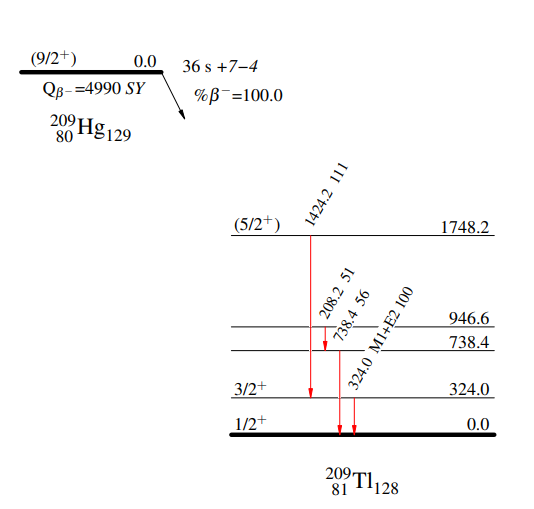 (9/2+) 0.0 36 s +7−4
Qβ−=4990 SY %β−=100.0
209
80Hg129
1424.2 111
(5/2+) 1748.2
208.2 51
738.4 56
324.0 M1+E2 100
946.6
738.4
3/2+ 324.0
1/2+ 0.0
209
81Tl128